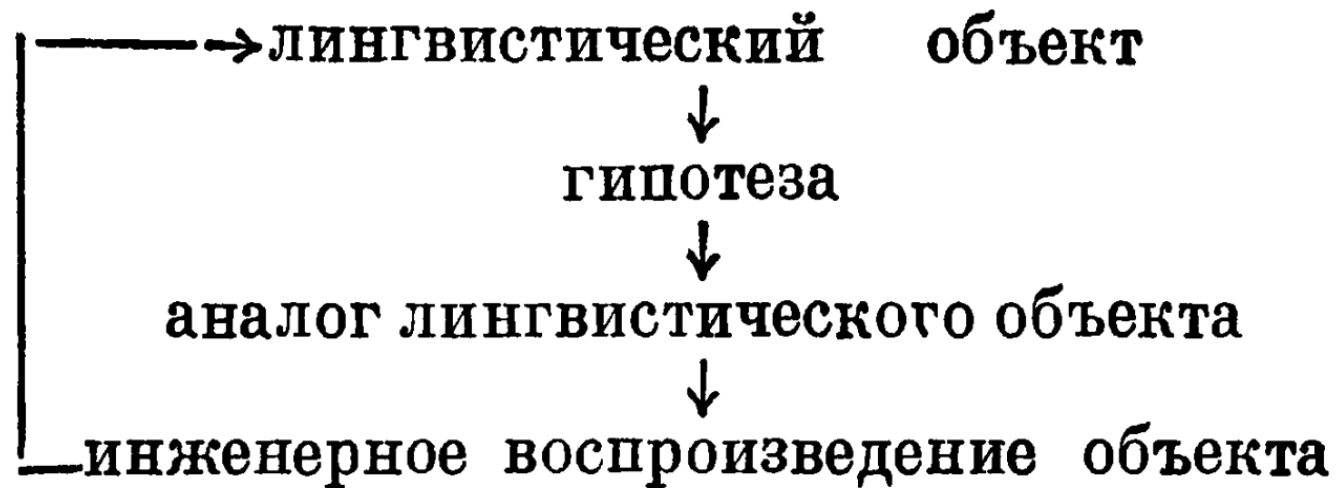 лингвистический объект
гипотеза
аналог лингвистического объекта
инженерное воспроизведение объекта